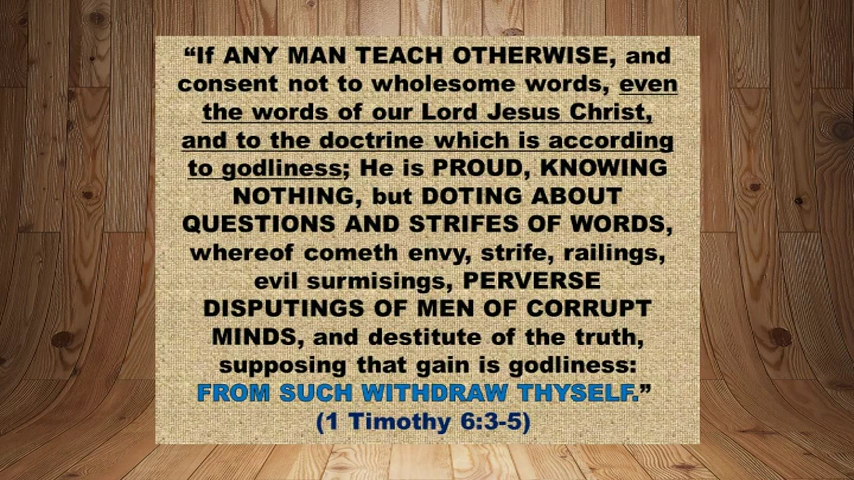 “If ANY MAN TEACH OTHERWISE, and
consent not to wholesome words, even
the words of our Lord Jesus Christ,
and to the doctrine which is according
to godliness; He is PROUD, KNOWING
NOTHING, but DOTING ABOUT
QUESTIONS AND STRIFES OF WORDS,
whereof cometh envy, strife, railings,
evil surmisings, PERVERSE
DISPUTINGS OF MEN OF CORRUPT
MINDS, and destitute of the truth,
supposing that gain is godliness:
FROM SUCH WITHDRAW THYSELF.”
(1 Timothy 6:3-5)